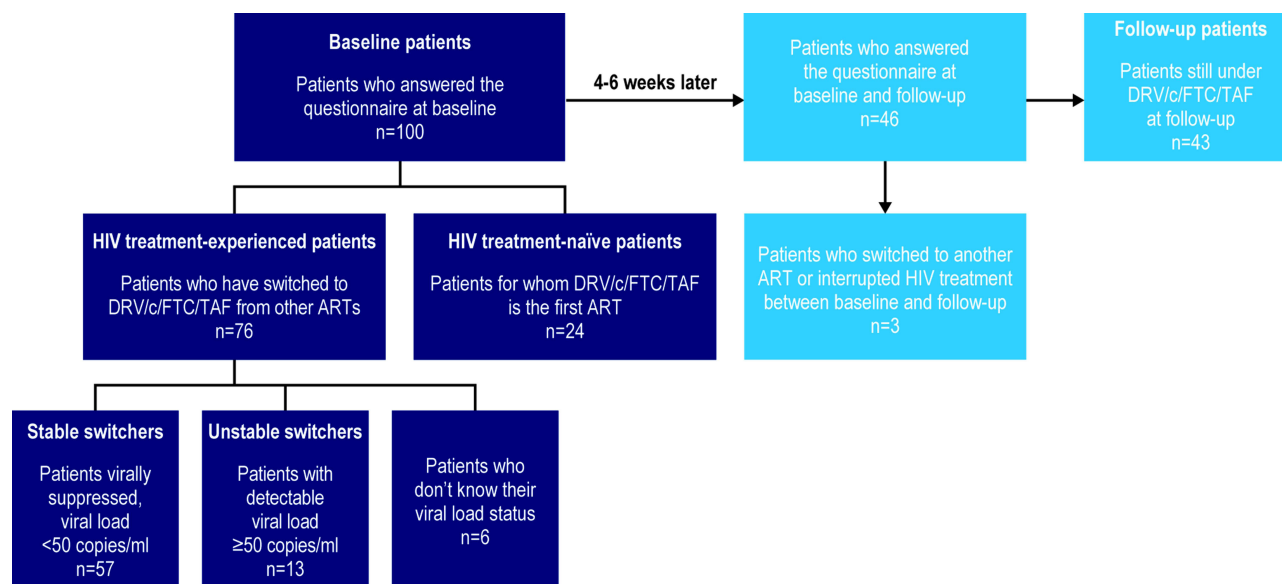 Baseline patients
Patients who answered the
questionnaire at baseline
n=100
4-6 weeks later
Patients who answered
the questionnaire at
baseline and follow-up
n=46
Follow-up patients
Patients still under
DRV/c/FTC/TAF
at follow-up
n=43
HIV treatment-experienced patients
Patients who have switched to
DRV/c/FTC/TAF from other ARTs
n=76
HIV treatment-naïve patients
Patients for whom DRV/c/FTC/TAF
is the first ART
n=24
Patients who switched to another
ART or interrupted HIV treatment
between baseline and follow-up
n=3
Stable switchers
Patients virally
suppressed,
viral load
<50 copies/ml
n=57
Unstable switchers
Patients with
detectable
viral load
≥50 copies/ml
n=13
Patients who
don’t know their
viral load status
n=6